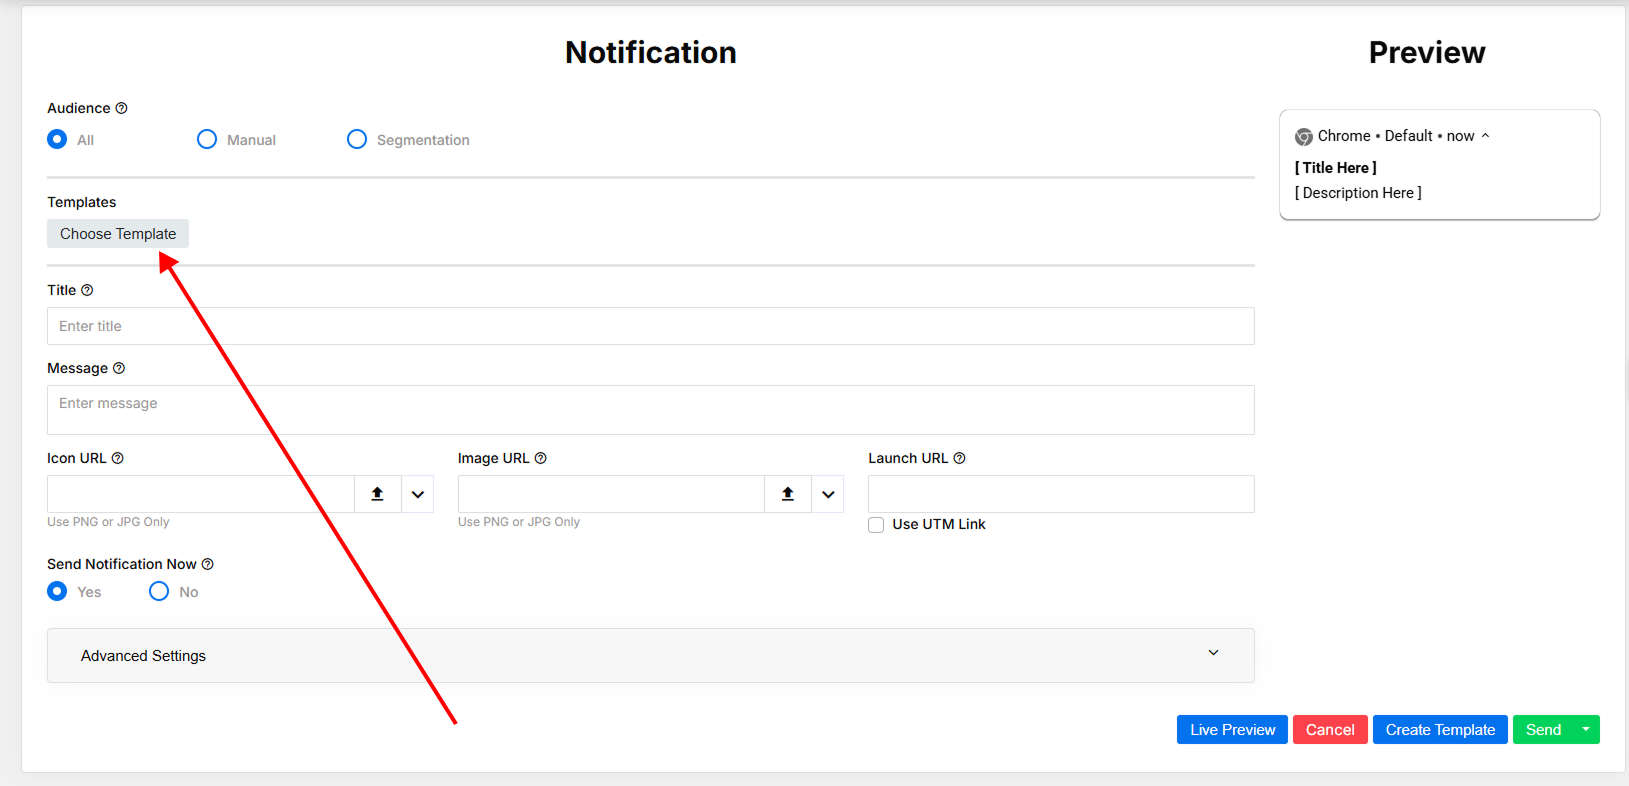 Notification
Preview
Audience
All
Manual
Segmentation
Chrome • Default • now
[ Title Here ]
[ Description Here ]
Templates
Choose Template
Title
Enter title
Message
Enter message
Icon URL
Image URL
Launch URL
Use PNG or JPG Only
Use PNG or JPG Only
Use UTM Link
Send Notification Now
Yes
No
Advanced Settings
Live Preview
Cancel
Create Template
Send